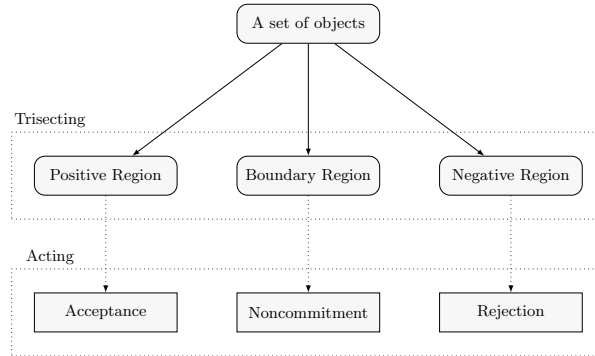 A set of objects
Trisecting
Positive Region
Boundary Region
Negative Region
Acting
Acceptance
Noncommitment
Rejection